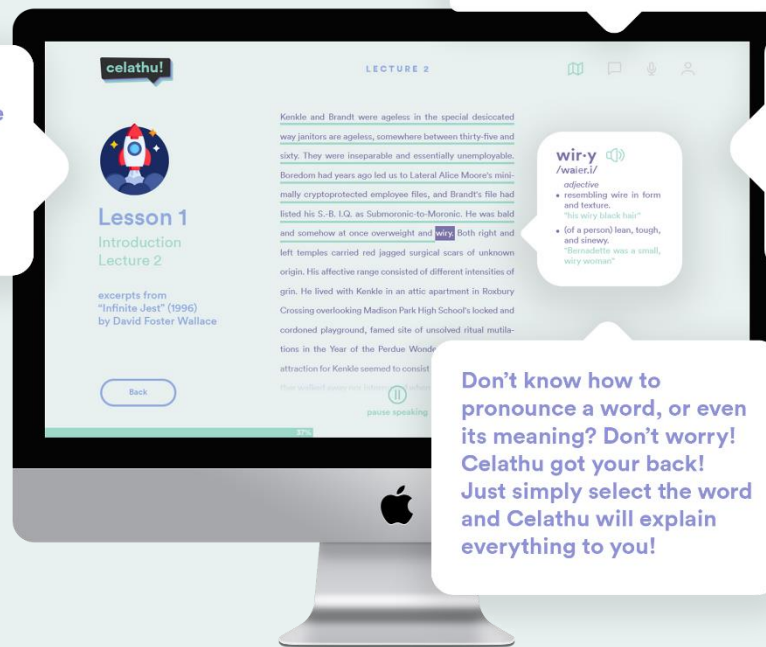 celathu!
LECTURE 2
e
Lesson 1
Introduction
Lecture 2
excerpts from
"Infinite Jest" (1996)
by David Foster Wallace
Back
Kenkle and Brandt were ageless in the special desiccated
way janitors are ageless, somewhere between thirty-five and
sixty. They were inseparable and essentially unemployable.
Boredom had years ago led us to Lateral Alice Moore's mini-
mally cryptoprotected employee files, and Brandt's file had
listed his S.-B. I.Q. as Submoronic-to-Moronic. He was bald
and somehow at once overweight and wiry. Both right and
left temples carried red jagged surgical scars of unknown
origin. His affective range consisted of different intensities of
grin. He lived with Kenkle in an attic apartment in Roxbury
Crossing overlooking Madison Park High School's locked and
cordoned playground, famed site of unsolved ritual mutila-
tions in the Year of the Perdue Wonde
attraction for Kenkle seemed to consist
pause speaking
37%
wir·y
/waier.i/
adjective
• resembling wire in form
and texture.
"his wiry black hair"
• (of a person) lean, tough,
and sinewy.
"Bernadette was a small,
wiry woman"
Don't know how to
pronounce a word, or even
its meaning? Don't worry!
Celathu got your back!
Just simply select the word
and Celathu will explain
everything to you!